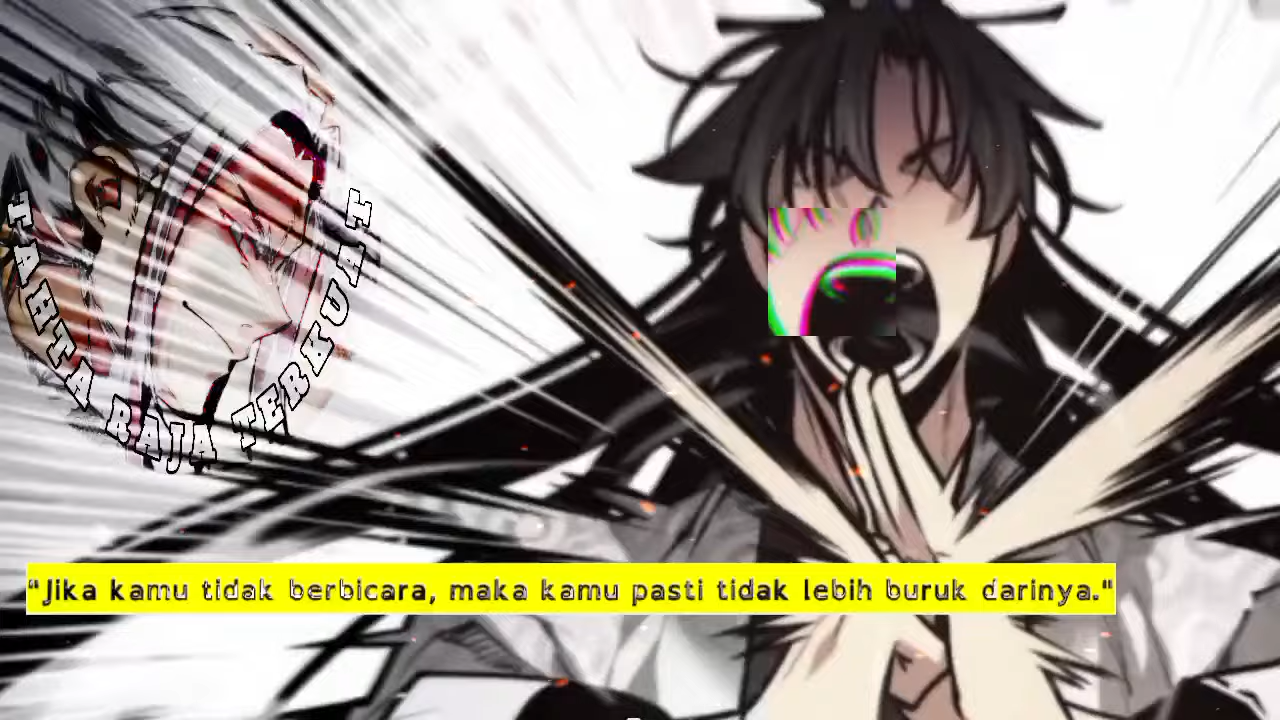 TAHTA RAJA TERKUAT
"Jika kamu tidak berbicara, maka kamu pasti tidak lebih buruk darinya."